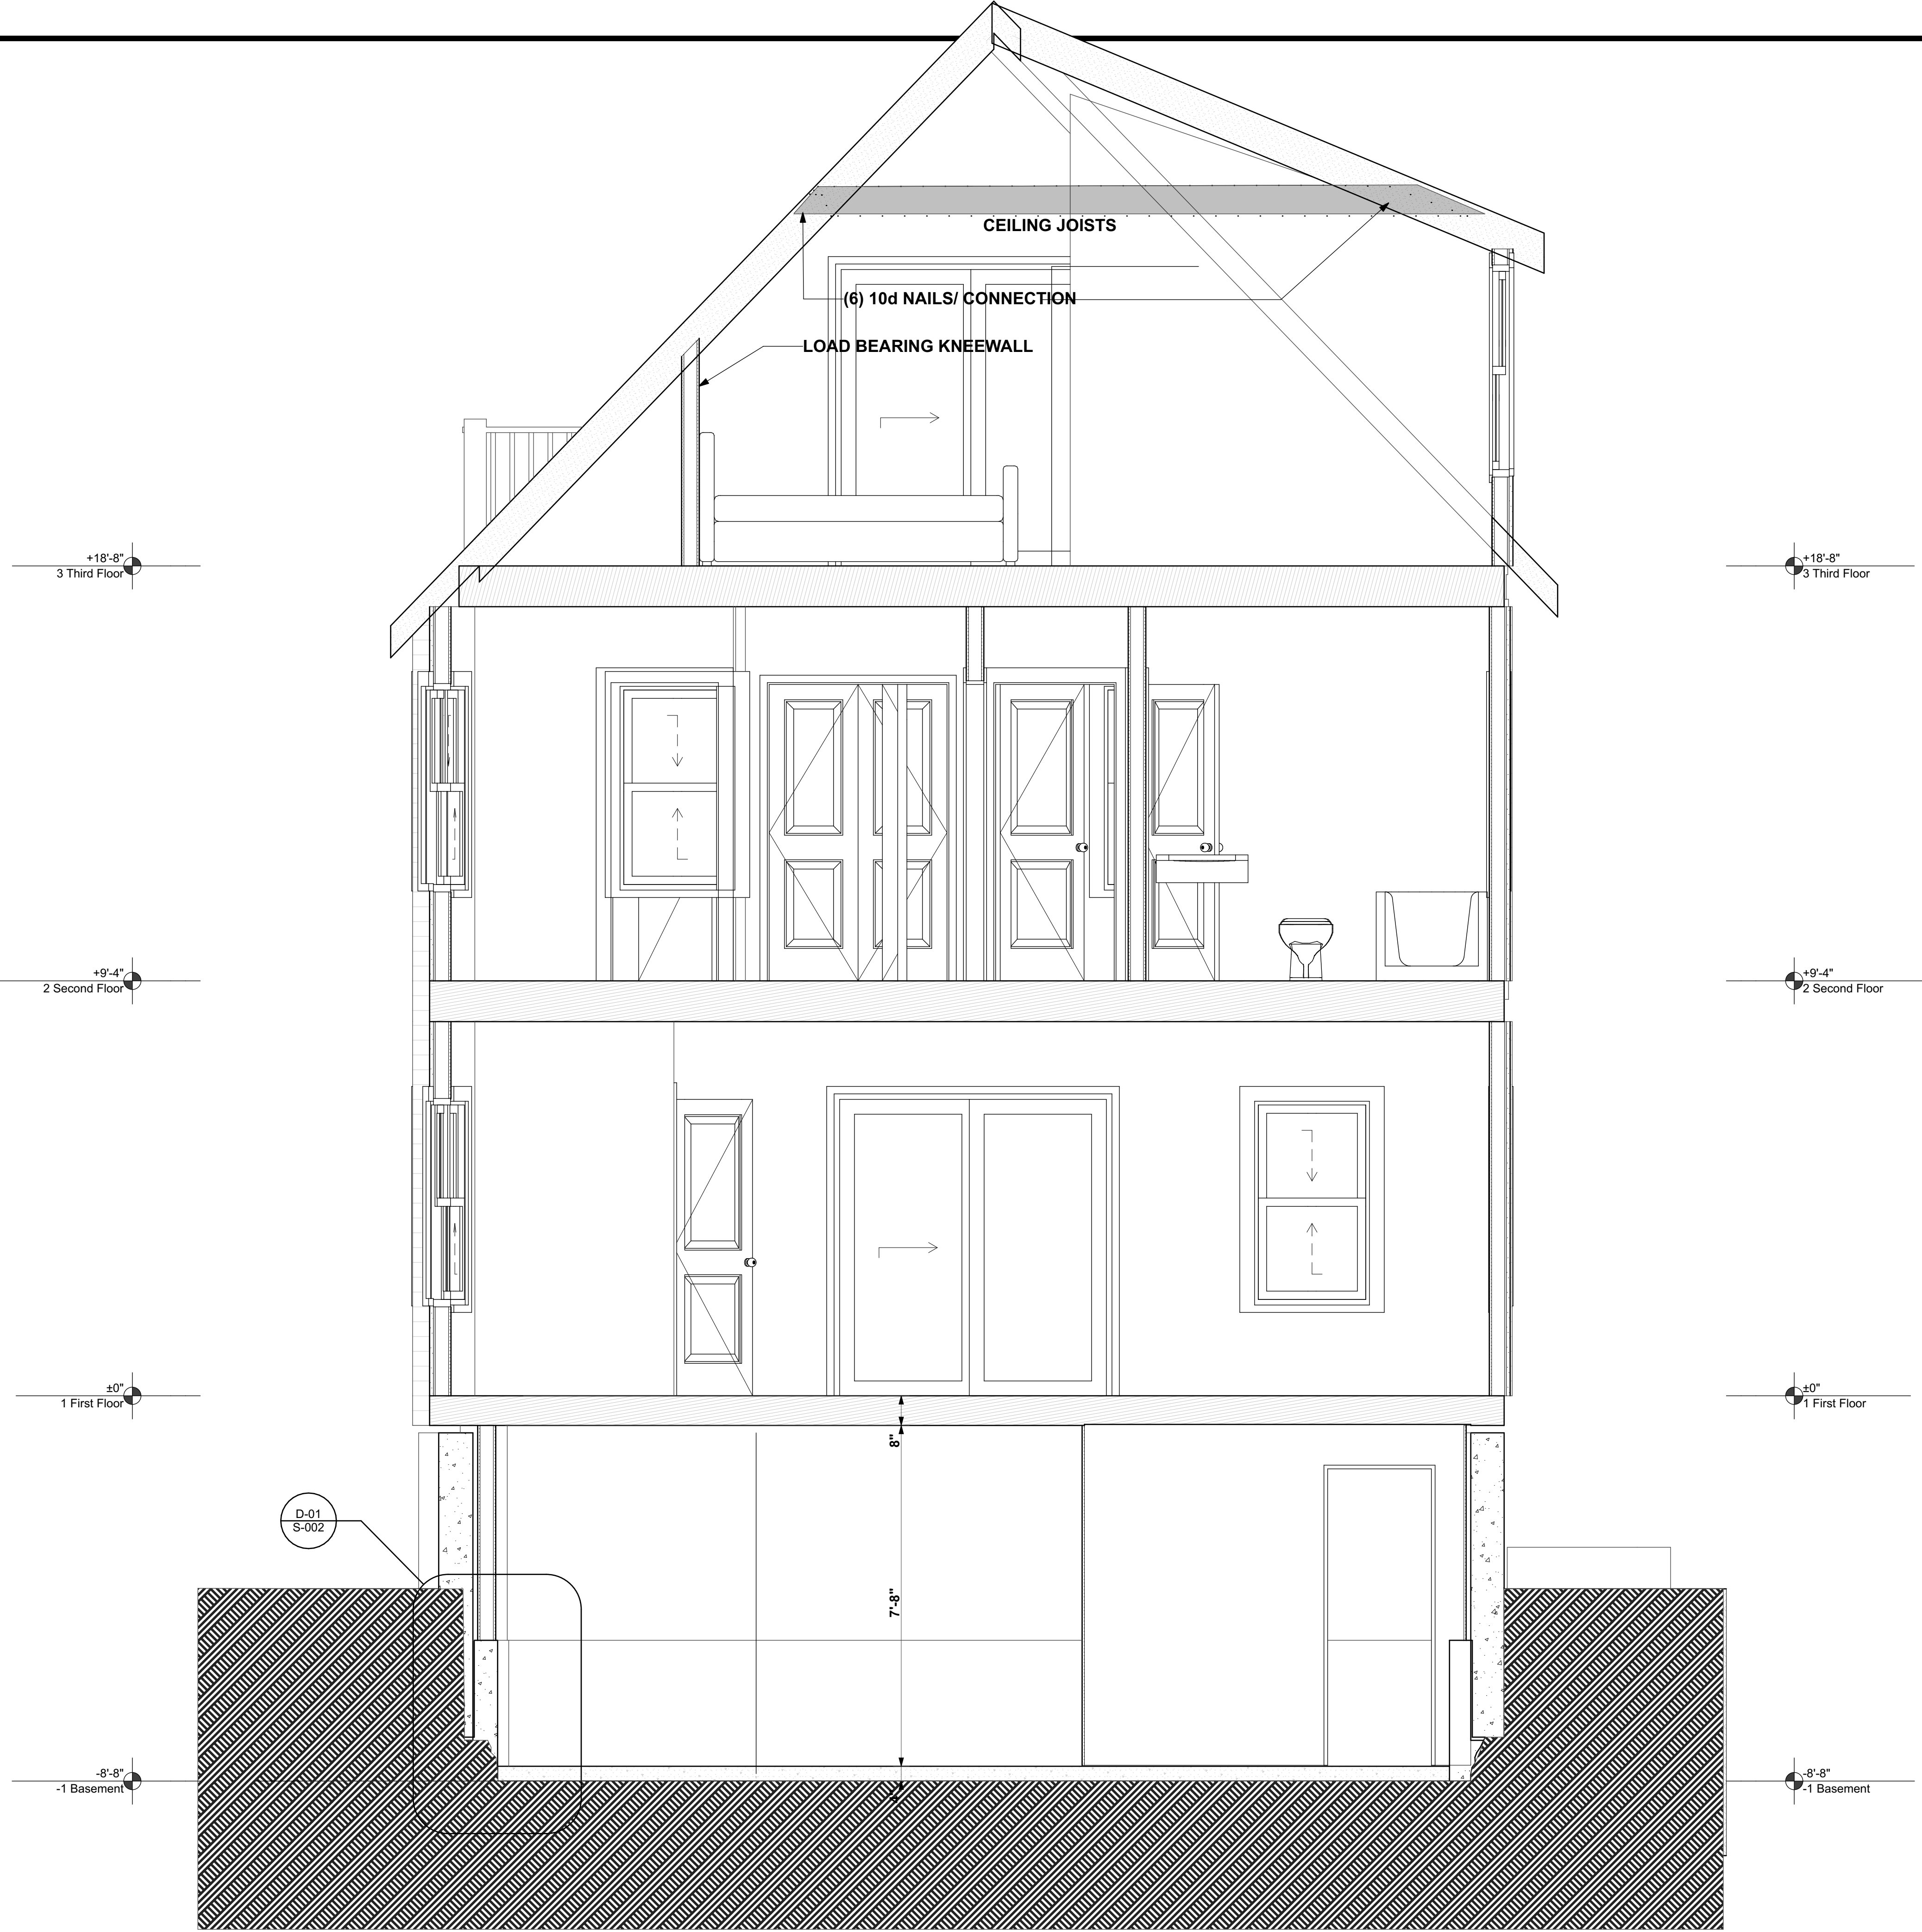 CEILING JOISTS
(6) 10d NAILS/ CONNECTION
LOAD BEARING KNEEWALL
+18'-8"
3 Third Floor
+18'-8"
3 Third Floor
+9'-4"
2 Second Floor
+9'-4"
2 Second Floor
±0"
1 First Floor
±0"
1 First Floor
8"
D-01
S-002
7'-8"
-8'-8"
-1 Basement
-8'-8"
-1 Basement